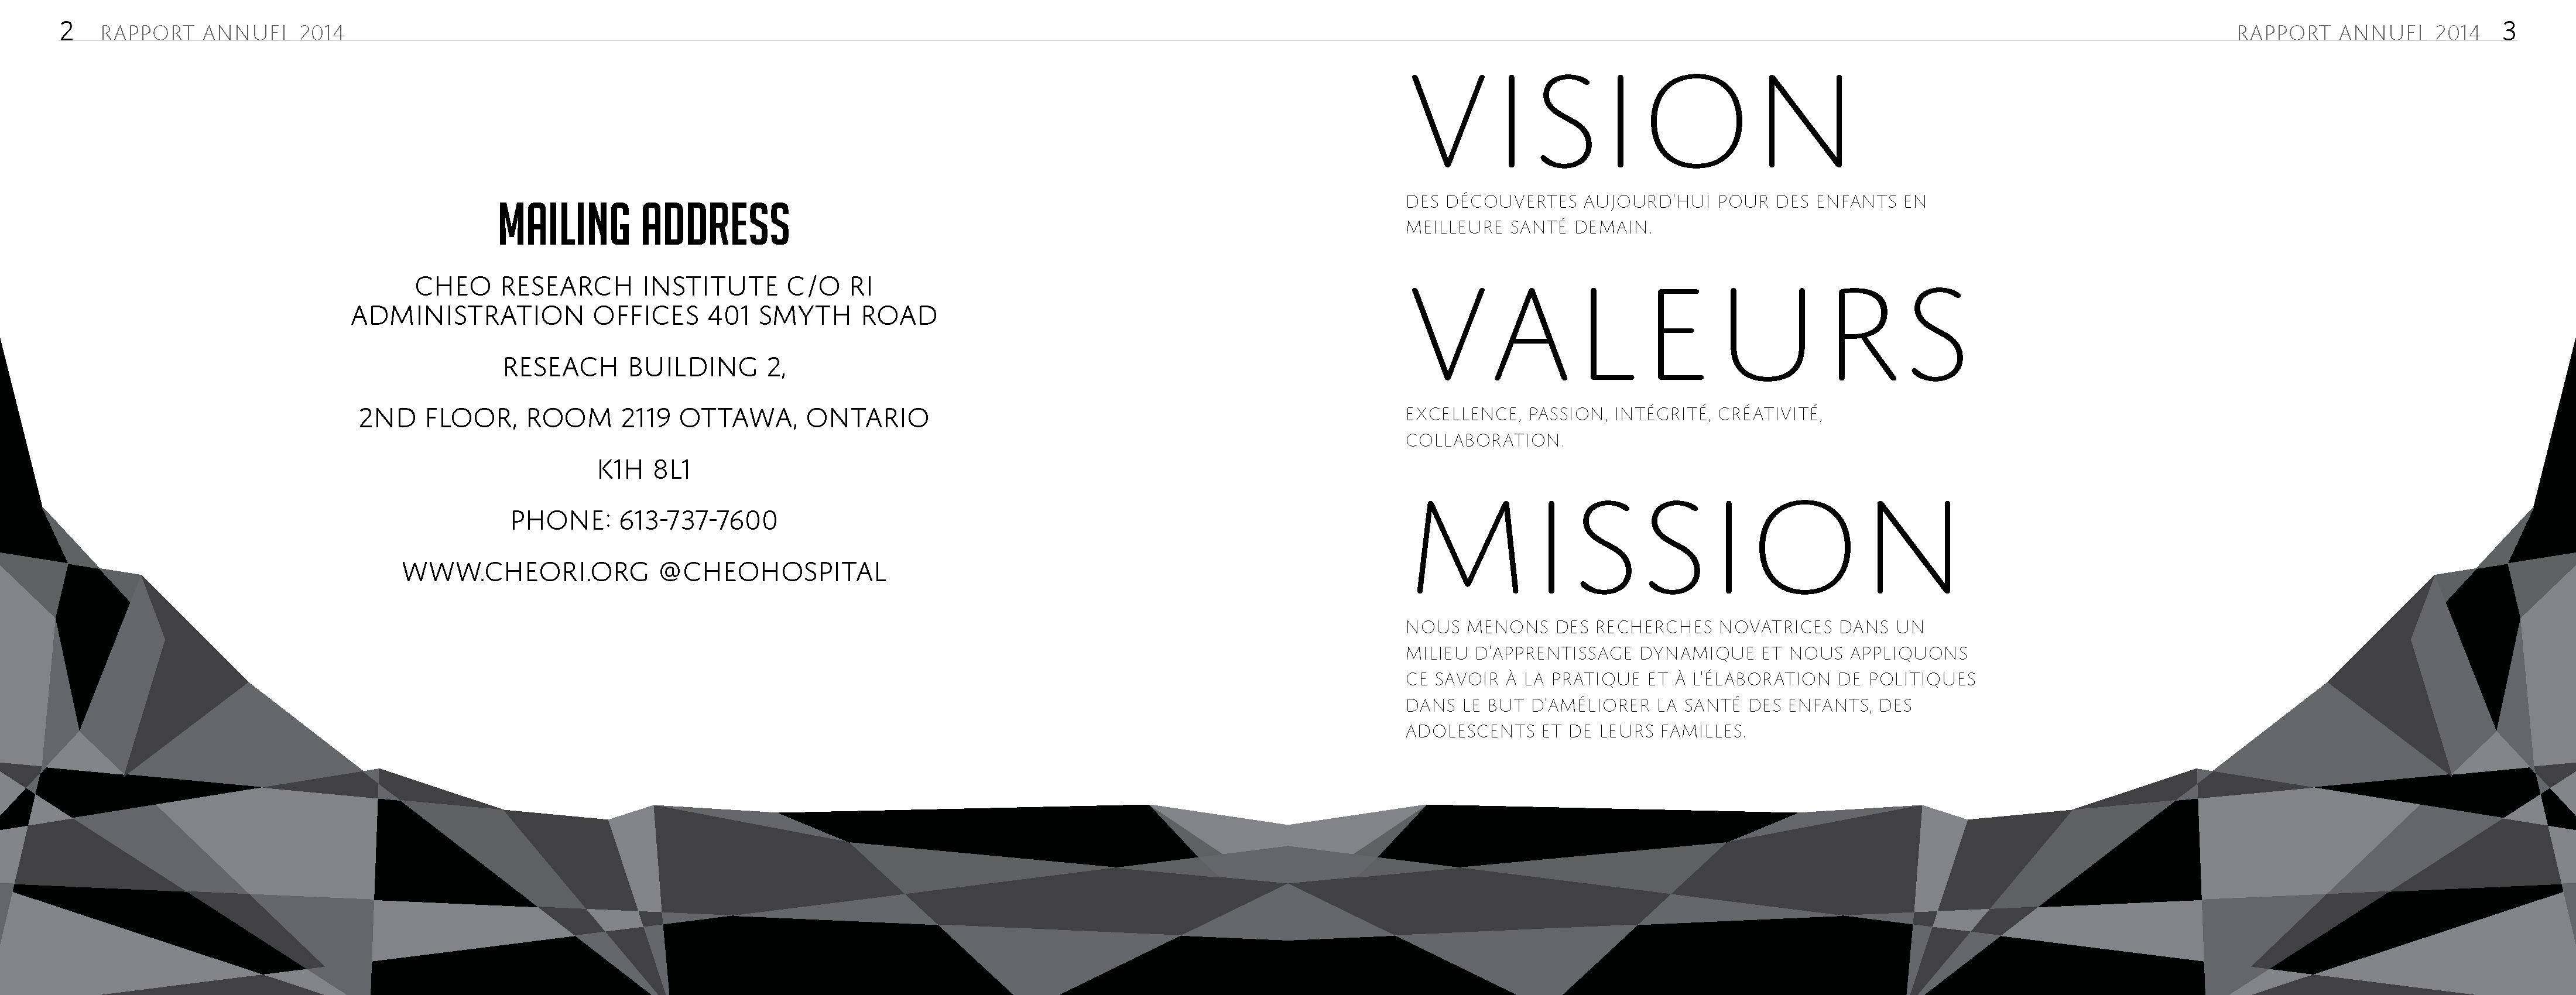 2 RAPPORT ANNUEL 2014
MAILING ADDRESS
CHEO RESEARCH INSTITUTE C/O RI
ADMINISTRATION OFFICES 401 SMYTH ROAD
RESEACH BUILDING 2,
2ND FLOOR, ROOM 2119 OTTAWA, ONTARIO
K1H 8L1
PHONE: 613-737-7600
WWW.CHEORI.ORG @CHEOHOSPITAL
RAPPORT ANNUEL 2014 3
VISION
DES DÉCOUVERTES AUJOURD'HUI POUR DES ENFANTS EN
MEILLEURE SANTÉ DEMAIN.
VALEURS
EXCELLENCE, PASSION, INTÉGRITÉ, CRÉATIVITÉ,
COLLABORATION.
MISSION
NOUS MENONS DES RECHERCHES NOVATRICES DANS UN
MILIEU D'APPRENTISSAGE DYNAMIQUE ET NOUS APPLIQUONS
CE SAVOIR À LA PRATIQUE ET À L'ÉLABORATION DE POLITIQUES
DANS LE BUT D'AMÉLIORER LA SANTÉ DES ENFANTS, DES
ADOLESCENTS ET DE LEURS FAMILLES.